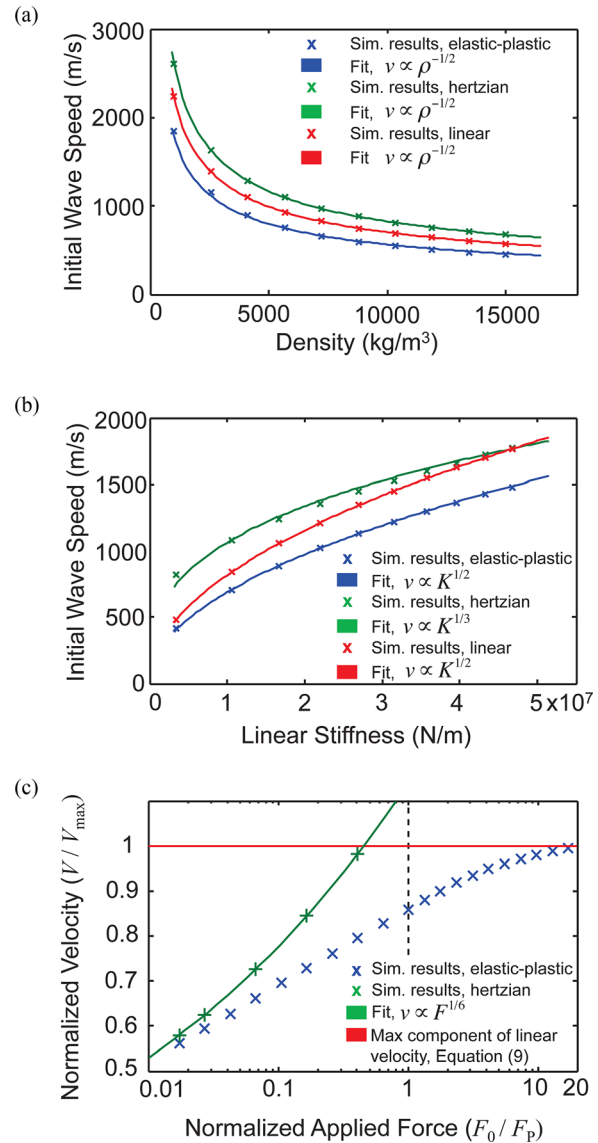 (a)
3000
2000
1000
0
Initial Wave Speed (m/s)
× Sim. results, elastic-plastic
Fit, v ∝ ρ^{−1/2}
× Sim. results, hertzian
Fit, v ∝ ρ^{−1/2}
× Sim. results, linear
Fit v ∝ ρ^{−1/2}
0 5000 10000 15000
Density (kg/m³)
(b)
2000
1500
1000
500
0
Initial Wave Speed (m/s)
× Sim. results, elastic-plastic
Fit, v ∝ K^{1/2}
× Sim. results, hertzian
Fit, v ∝ K^{1/3}
× Sim. results, linear
Fit, v ∝ K^{1/2}
0 1 2 3 4 5×10⁷
Linear Stiffness (N/m)
(c)
1
0.9
0.8
0.7
0.6
0.5
Normalized Velocity (V / V_{max})
× Sim. results, elastic-plastic
× Sim. results, hertzian
Fit, v ∝ F^{1/6}
Max component of linear
velocity, Equation (9)
0.01 0.1 1 10 20
Normalized Applied Force (F₀ / F_P)